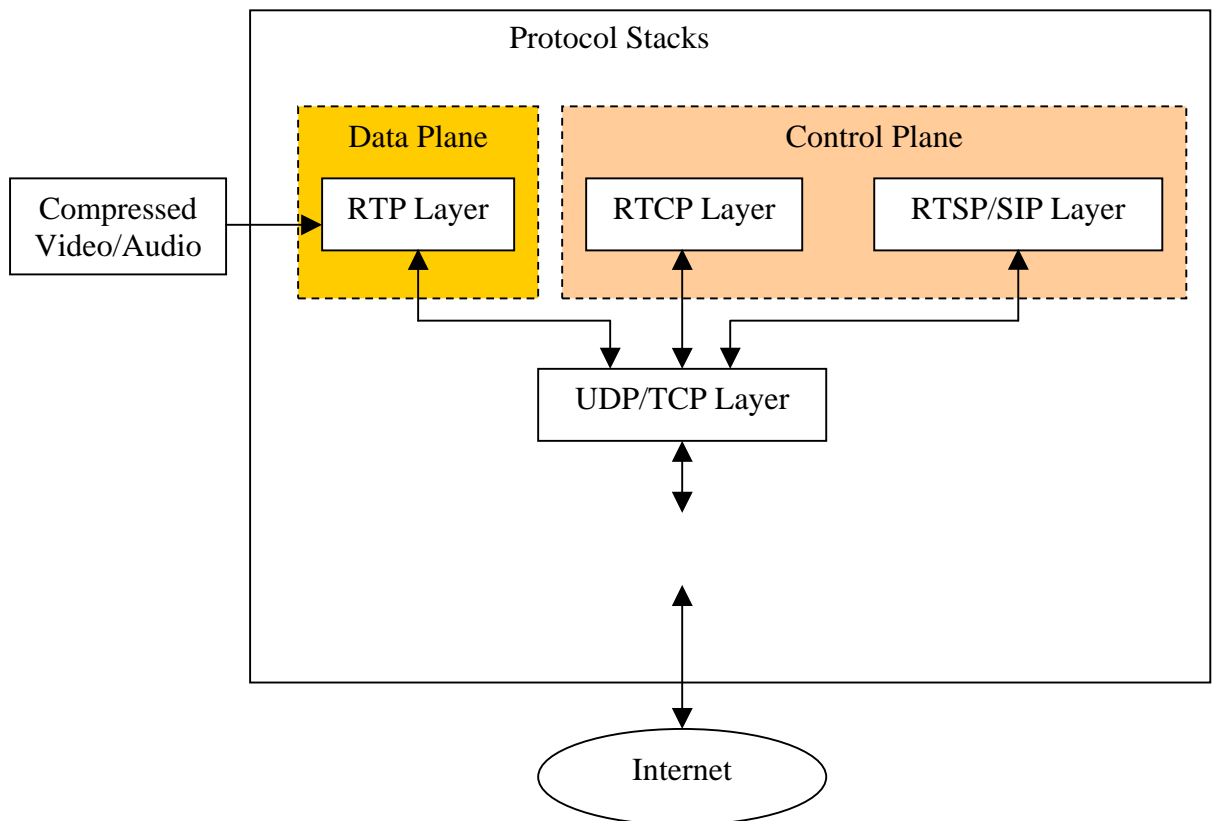 Protocol Stacks
Data Plane
Control Plane
Compressed
Video/Audio
RTP Layer
RTCP Layer
RTSP/SIP Layer
UDP/TCP Layer
Internet